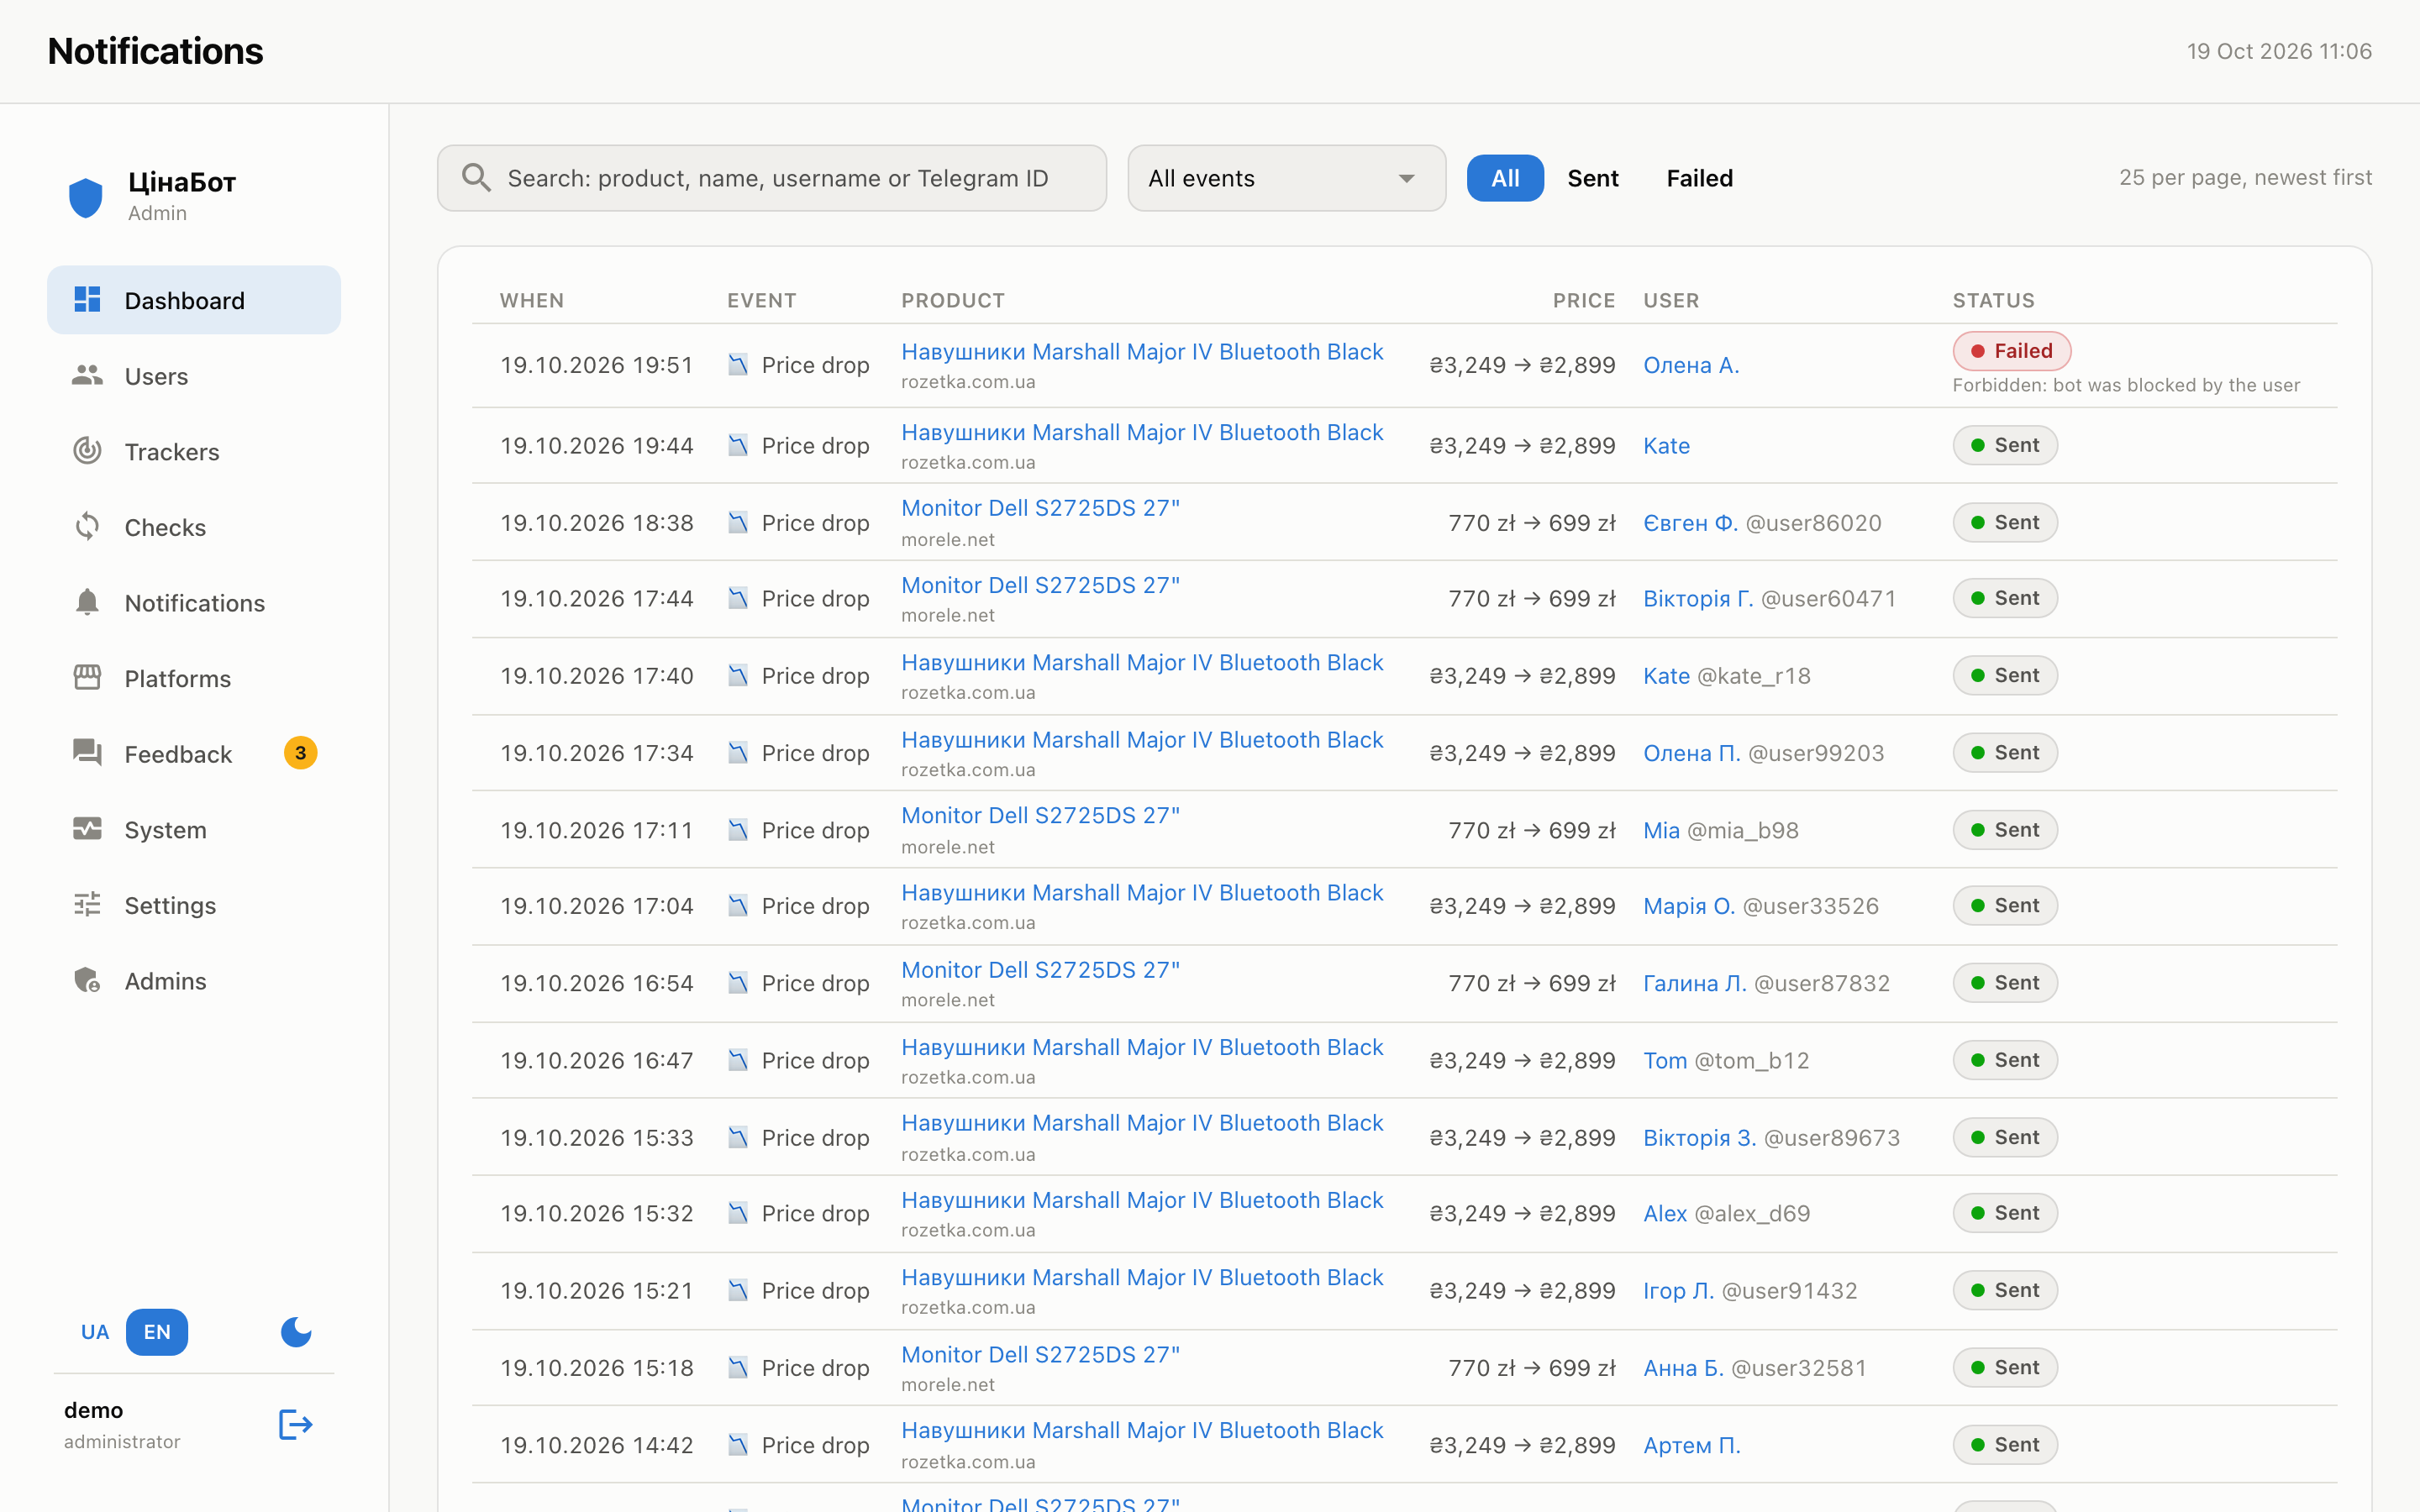 Notifications
19 Oct 2026 11:06
ЦінаБот
Admin
Dashboard
Users
Trackers
Checks
Notifications
Platforms
Feedback 3
System
Settings
Admins
UA EN
demo
administrator
Search: product, name, username or Telegram ID
All events
All Sent Failed
25 per page, newest first
WHEN EVENT PRODUCT PRICE USER STATUS
19.10.2026 19:51 Price drop Навушники Marshall Major IV Bluetooth Black ₴3,249 → ₴2,899 Олена А. Failed
rozetka.com.ua Forbidden: bot was blocked by the user
19.10.2026 19:44 Price drop Навушники Marshall Major IV Bluetooth Black ₴3,249 → ₴2,899 Kate Sent
rozetka.com.ua
19.10.2026 18:38 Price drop Monitor Dell S2725DS 27" 770 zł → 699 zł Євген Ф. @user86020 Sent
morele.net
19.10.2026 17:44 Price drop Monitor Dell S2725DS 27" 770 zł → 699 zł Вікторія Г. @user60471 Sent
morele.net
19.10.2026 17:40 Price drop Навушники Marshall Major IV Bluetooth Black ₴3,249 → ₴2,899 Kate @kate_r18 Sent
rozetka.com.ua
19.10.2026 17:34 Price drop Навушники Marshall Major IV Bluetooth Black ₴3,249 → ₴2,899 Олена П. @user99203 Sent
rozetka.com.ua
19.10.2026 17:11 Price drop Monitor Dell S2725DS 27" 770 zł → 699 zł Mia @mia_b98 Sent
morele.net
19.10.2026 17:04 Price drop Навушники Marshall Major IV Bluetooth Black ₴3,249 → ₴2,899 Марія О. @user33526 Sent
rozetka.com.ua
19.10.2026 16:54 Price drop Monitor Dell S2725DS 27" 770 zł → 699 zł Галина Л. @user87832 Sent
morele.net
19.10.2026 16:47 Price drop Навушники Marshall Major IV Bluetooth Black ₴3,249 → ₴2,899 Tom @tom_b12 Sent
rozetka.com.ua
19.10.2026 15:33 Price drop Навушники Marshall Major IV Bluetooth Black ₴3,249 → ₴2,899 Вікторія З. @user89673 Sent
rozetka.com.ua
19.10.2026 15:32 Price drop Навушники Marshall Major IV Bluetooth Black ₴3,249 → ₴2,899 Alex @alex_d69 Sent
rozetka.com.ua
19.10.2026 15:21 Price drop Навушники Marshall Major IV Bluetooth Black ₴3,249 → ₴2,899 Ігор Л. @user91432 Sent
rozetka.com.ua
19.10.2026 15:18 Price drop Monitor Dell S2725DS 27" 770 zł → 699 zł Анна Б. @user32581 Sent
morele.net
19.10.2026 14:42 Price drop Навушники Marshall Major IV Bluetooth Black ₴3,249 → ₴2,899 Артем П. Sent
rozetka.com.ua
Monitor Dell S2725DS 27"